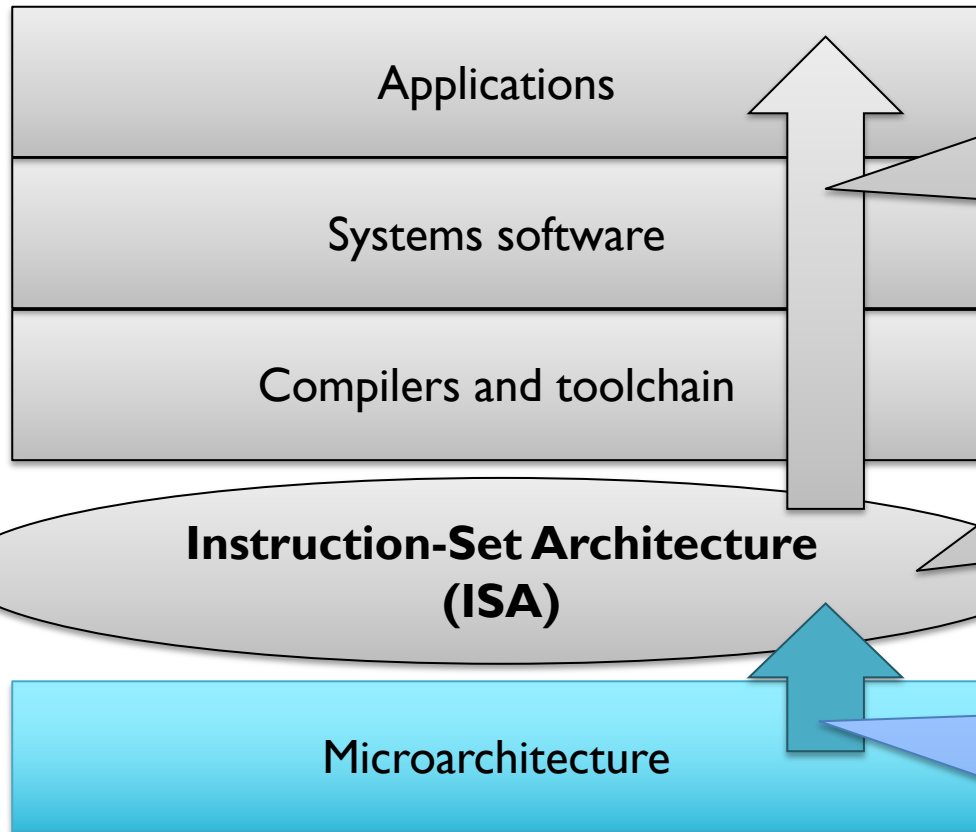 Applications
Systems software
Compilers and toolchain
Instruction-Set Architecture
(ISA)
Microarchitecture